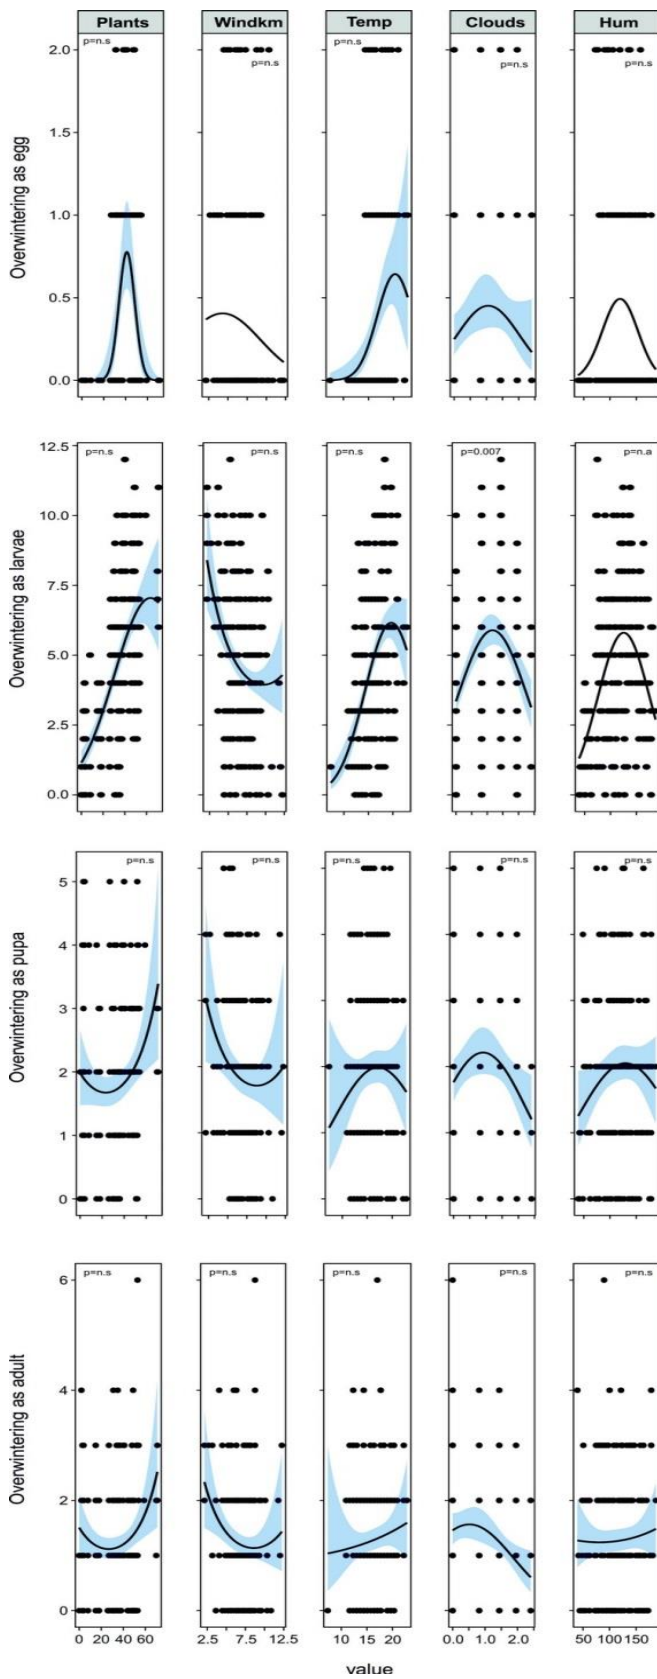 Plants Windkm Temp Clouds Hum
p=n.s p=n.s p=n.s p=n.s p=n.s
Overwintering as egg
2.0
1.5
1.0
0.5
0.0
p=n.s p=n.s p=n.s p=0.007 p=n.a
Overwintering as larvae
12.5
10.0
7.5
5.0
2.5
0.0
p=n.s p=n.s p=n.s p=n.s p=n.s
Overwintering as pupa
5
4
3
2
1
0
p=n.s p=n.s p=n.s p=n.s p=n.s
Overwintering as adult
6
4
2
0
0 20 40 60 2.5 7.5 12.5 10 20 0.0 1.0 2.0 50 100 150
value